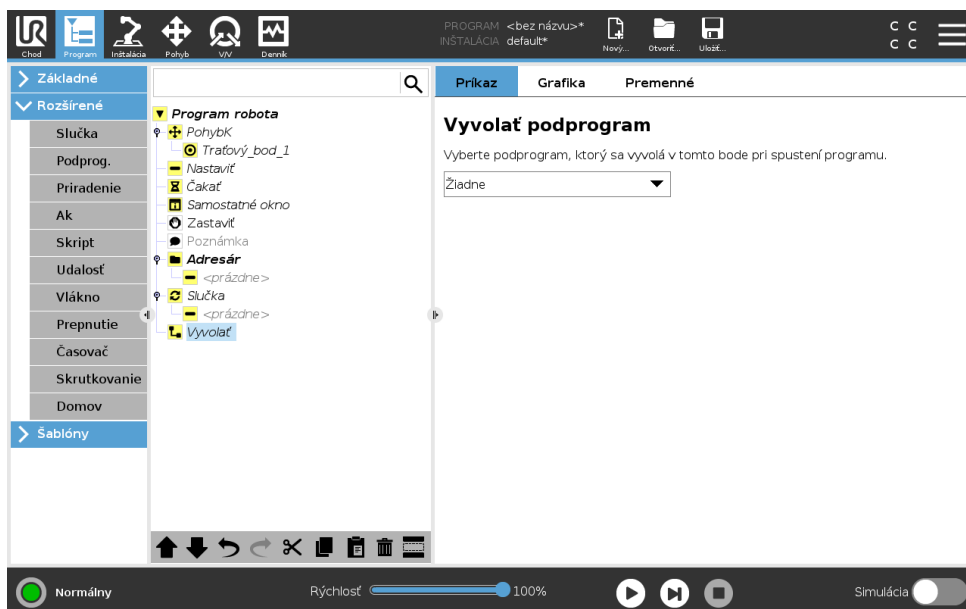 PROGRAM <bez názvu>*
INŠTALÁCIA default*
Chod
Program
Inštalácia
Pohyb
V/V
Denník
Nový...
Otvoriť...
Uložiť...
C C
C C
Základné
Rozšírené
Slučka
Podprog.
Priradenie
Ak
Skript
Udalosť
Vlákno
Prepnutie
Časovač
Skrutkovanie
Domov
Šablóny
Program robota
PohybK
Traťový_bod_1
Nastaviť
Čakať
Samostatné okno
Zastaviť
Poznámka
Adresár
<prázdne>
Slučka
<prázdne>
Vyvolať
Príkaz
Grafika
Premenné
Vyvolať podprogram
Vyberte podprogram, ktorý sa vyvolá v tomto bode pri spustení programu.
Žiadne
Normálny
Rýchlosť
100%
Simulácia